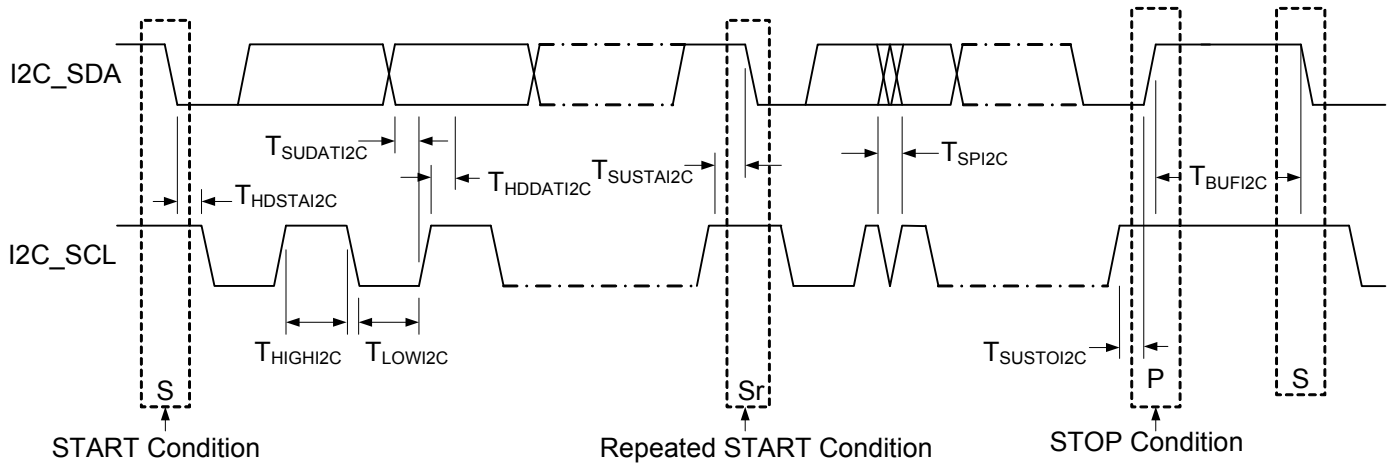 I2C_SDA
TSUDATI2C
THDSTAI2C
THDDATI2C
TSUSTAI2C
TSPI2C
TBUFI2C
I2C_SCL
THIGHI2C
TLOWI2C
TSUSTOI2C
S
Sr
P
S
START Condition
Repeated START Condition
STOP Condition